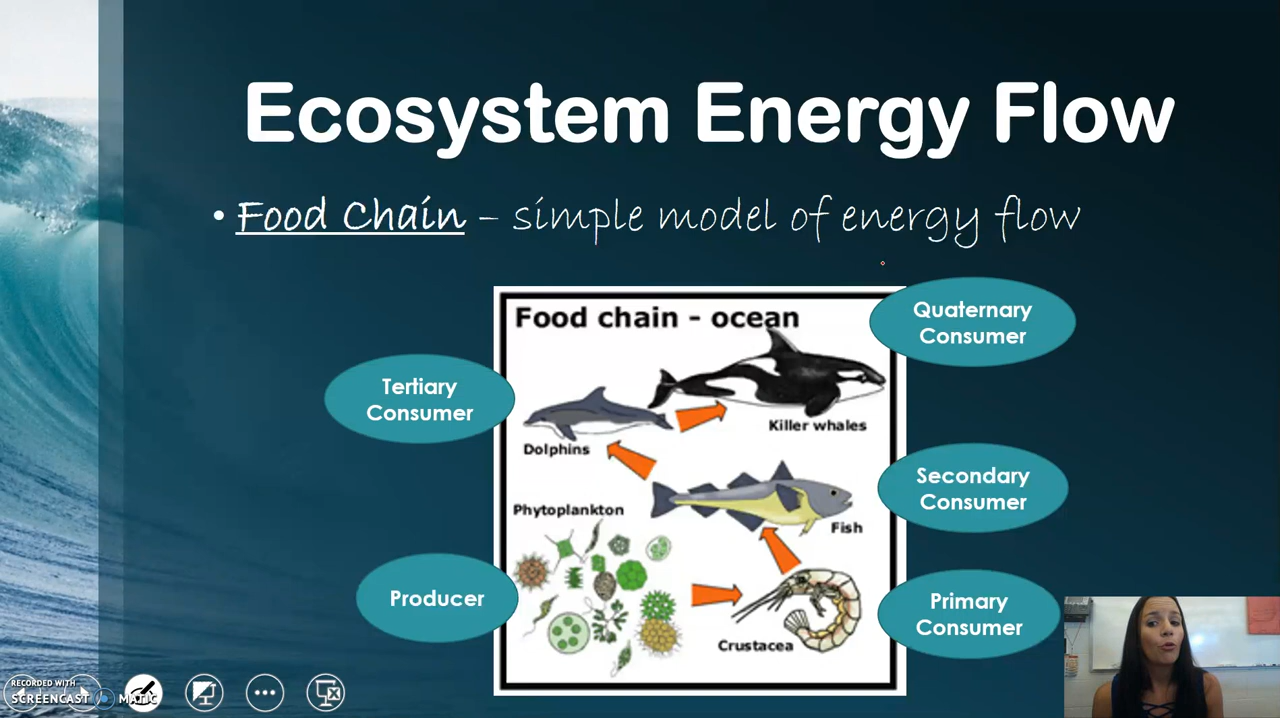 Ecosystem Energy Flow
• Food Chain – simple model of energy flow
Food chain - ocean
Quaternary
Consumer
Tertiary
Consumer
Killer whales
Dolphins
Secondary
Consumer
Phytoplankton
Fish
Producer
Primary
Consumer
Crustacea
RECORDED WITH
SCREENCAST MATIC